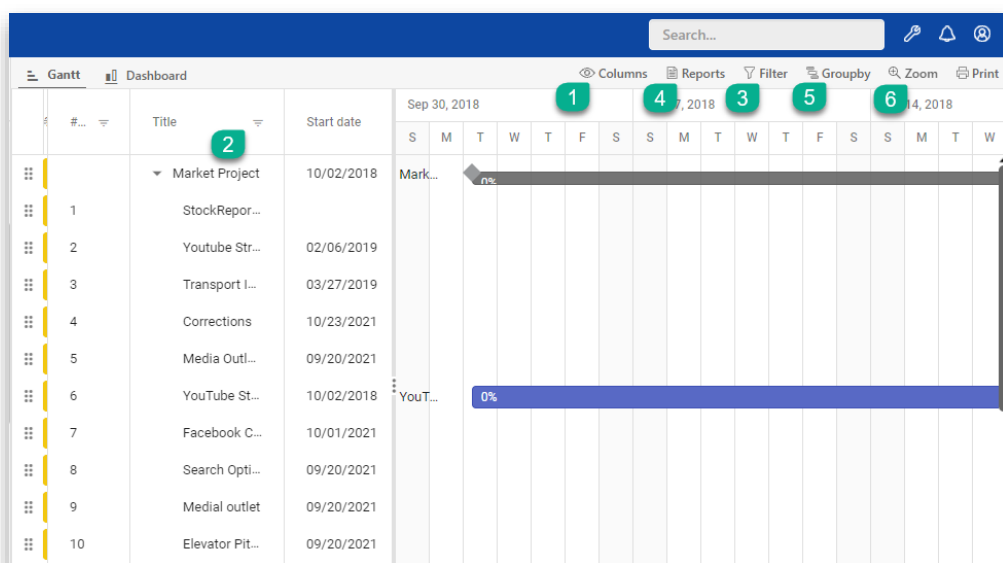 Search...
Gantt Dashboard Columns Reports Filter Groupby Zoom Print
1 4 3 5 6
Sep 30, 2018 7, 2018 14, 2018
#... Title Start date
2
S M T W T F S S M T W T F S S M T W
Market Project 10/02/2018 Mark... 0%
1 StockRepor...
2 Youtube Str... 02/06/2019
3 Transport I... 03/27/2019
4 Corrections 10/23/2021
5 Media Outl... 09/20/2021
6 YouTube St... 10/02/2018 YouT... 0%
7 Facebook C... 10/01/2021
8 Search Opti... 09/20/2021
9 Medial outlet 09/20/2021
10 Elevator Pit... 09/20/2021